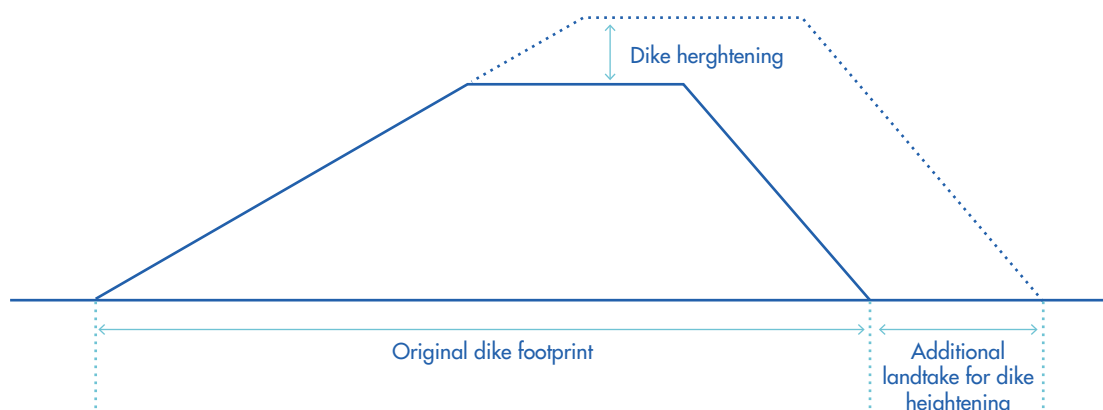 Dike herghtening
Original dike footprint
Additional
landtake for dike
heightening